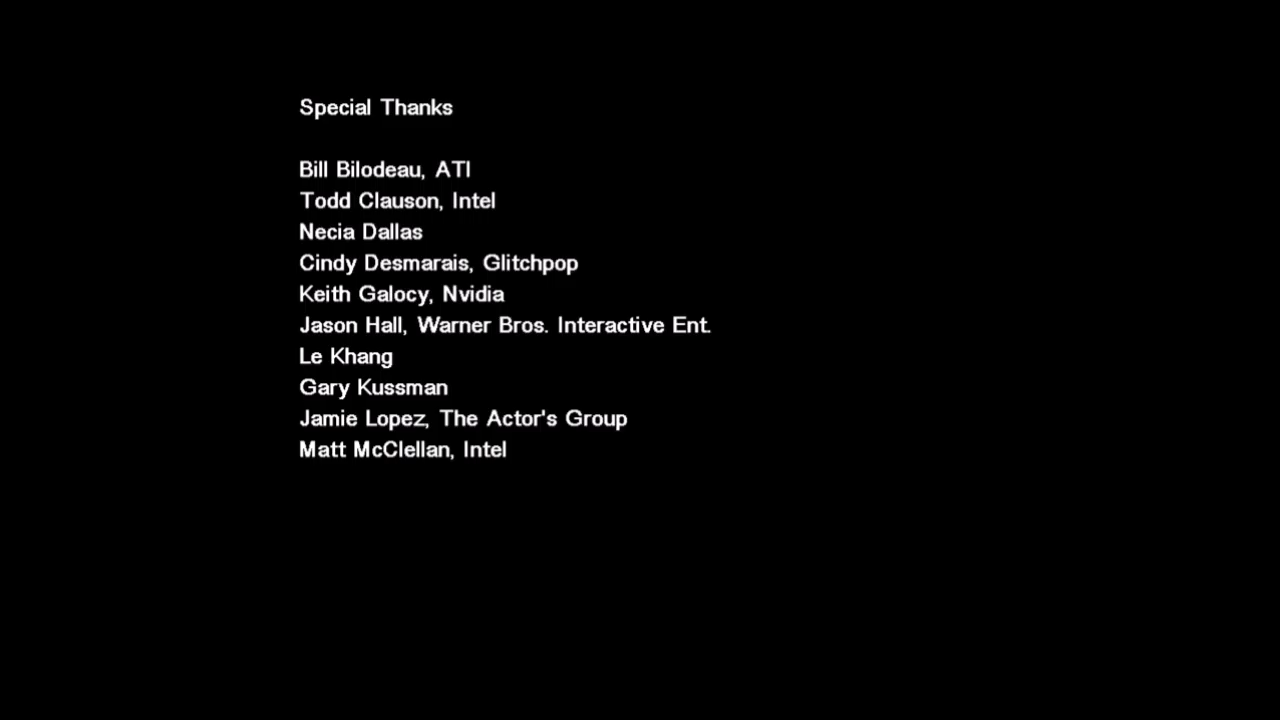 Special Thanks
Bill Bilodeau, ATI
Todd Clauson, Intel
Necia Dallas
Cindy Desmarais, Glitchpop
Keith Galocy, Nvidia
Jason Hall, Warner Bros. Interactive Ent.
Le Khang
Gary Kussman
Jamie Lopez, The Actor's Group
Matt McClellan, Intel